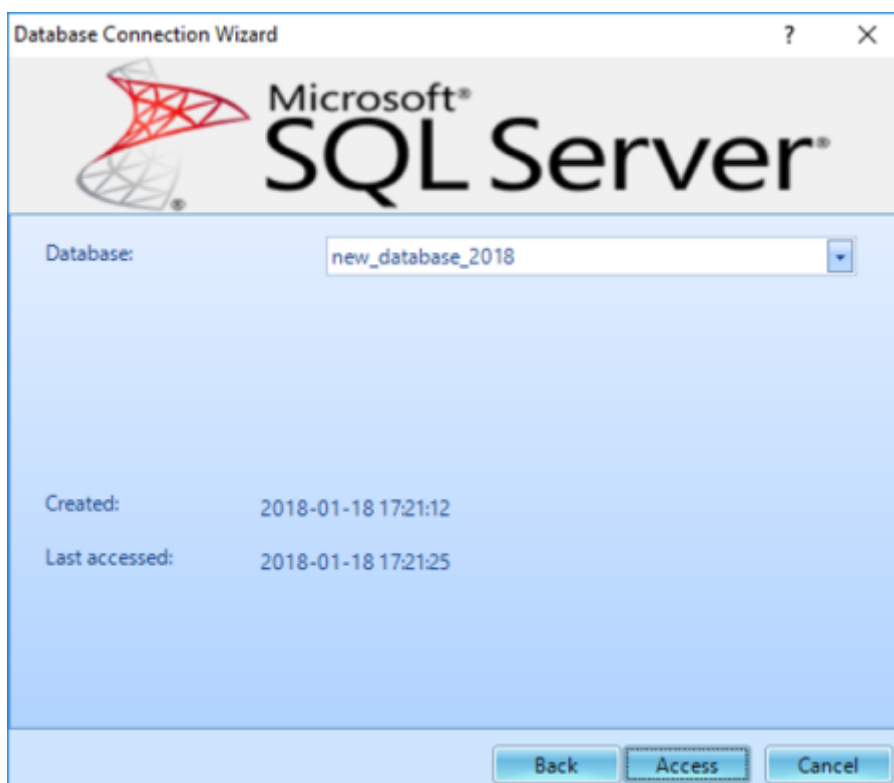 Database Connection Wizard ?
Microsoft®
SQL Server®
®
Database: new_database_2018
Created: 2018-01-18 17:21:12
Last accessed: 2018-01-18 17:21:25
Back Access Cancel